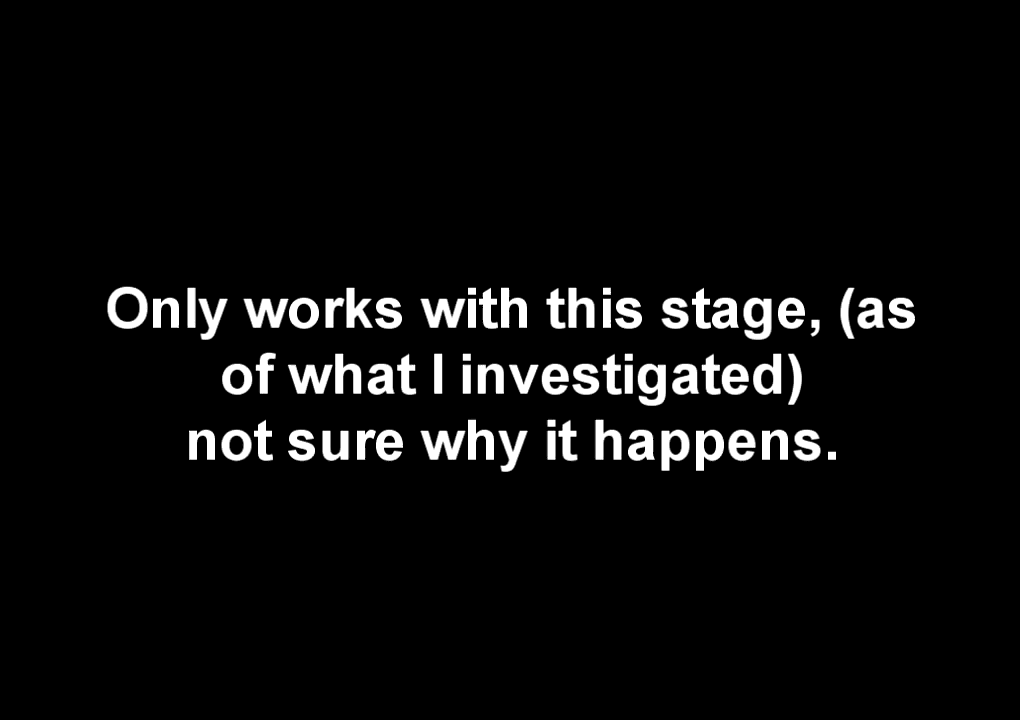 Only works with this stage, (as
of what I investigated)
not sure why it happens.